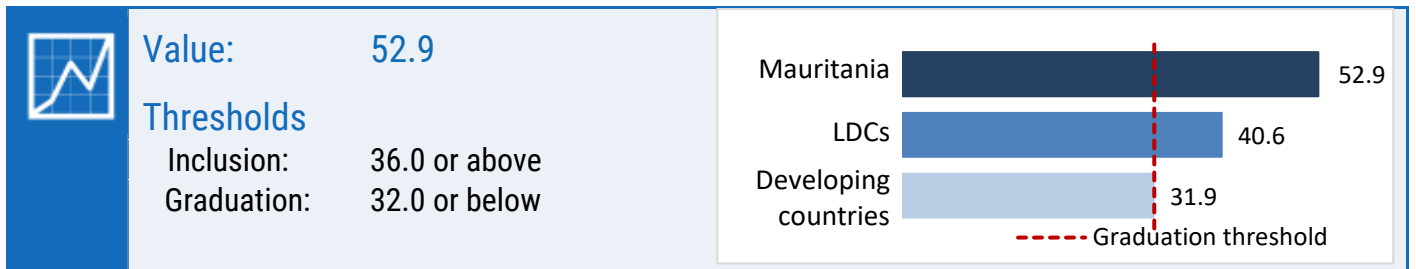 Value: 52.9
Thresholds
Inclusion: 36.0 or above
Graduation: 32.0 or below
Mauritania 52.9
LDCs 40.6
Developing
countries 31.9
Graduation threshold